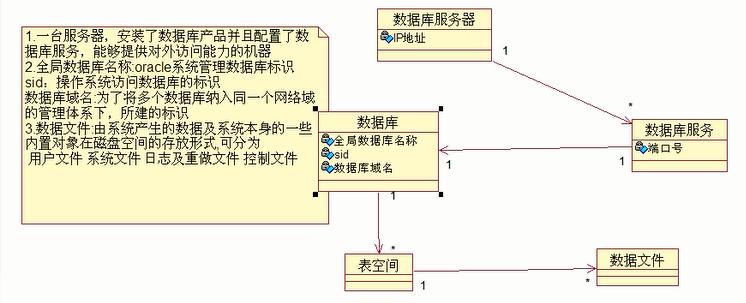 1.一台服务器，安装了数据库产品并且配置了数
据库服务，能够提供对外访问能力的机器
2.全局数据库名称:oracle系统管理数据库标识
sid：操作系统访问数据库的标识
数据库域名:为了将多个数据库纳入同一个网络域
的管理体系下，所建的标识
3.数据文件:由系统产生的数据及系统本身的一些
内置对象在磁盘空间的存放形式,可分为
用户文件 系统文件 日志及重做文件 控制文件
数据库服务器
IP地址
1
*
数据库服务
端口号
1
数据库
全局数据库名称
sid
数据库域名
1
1
*
表空间
1
*
数据文件